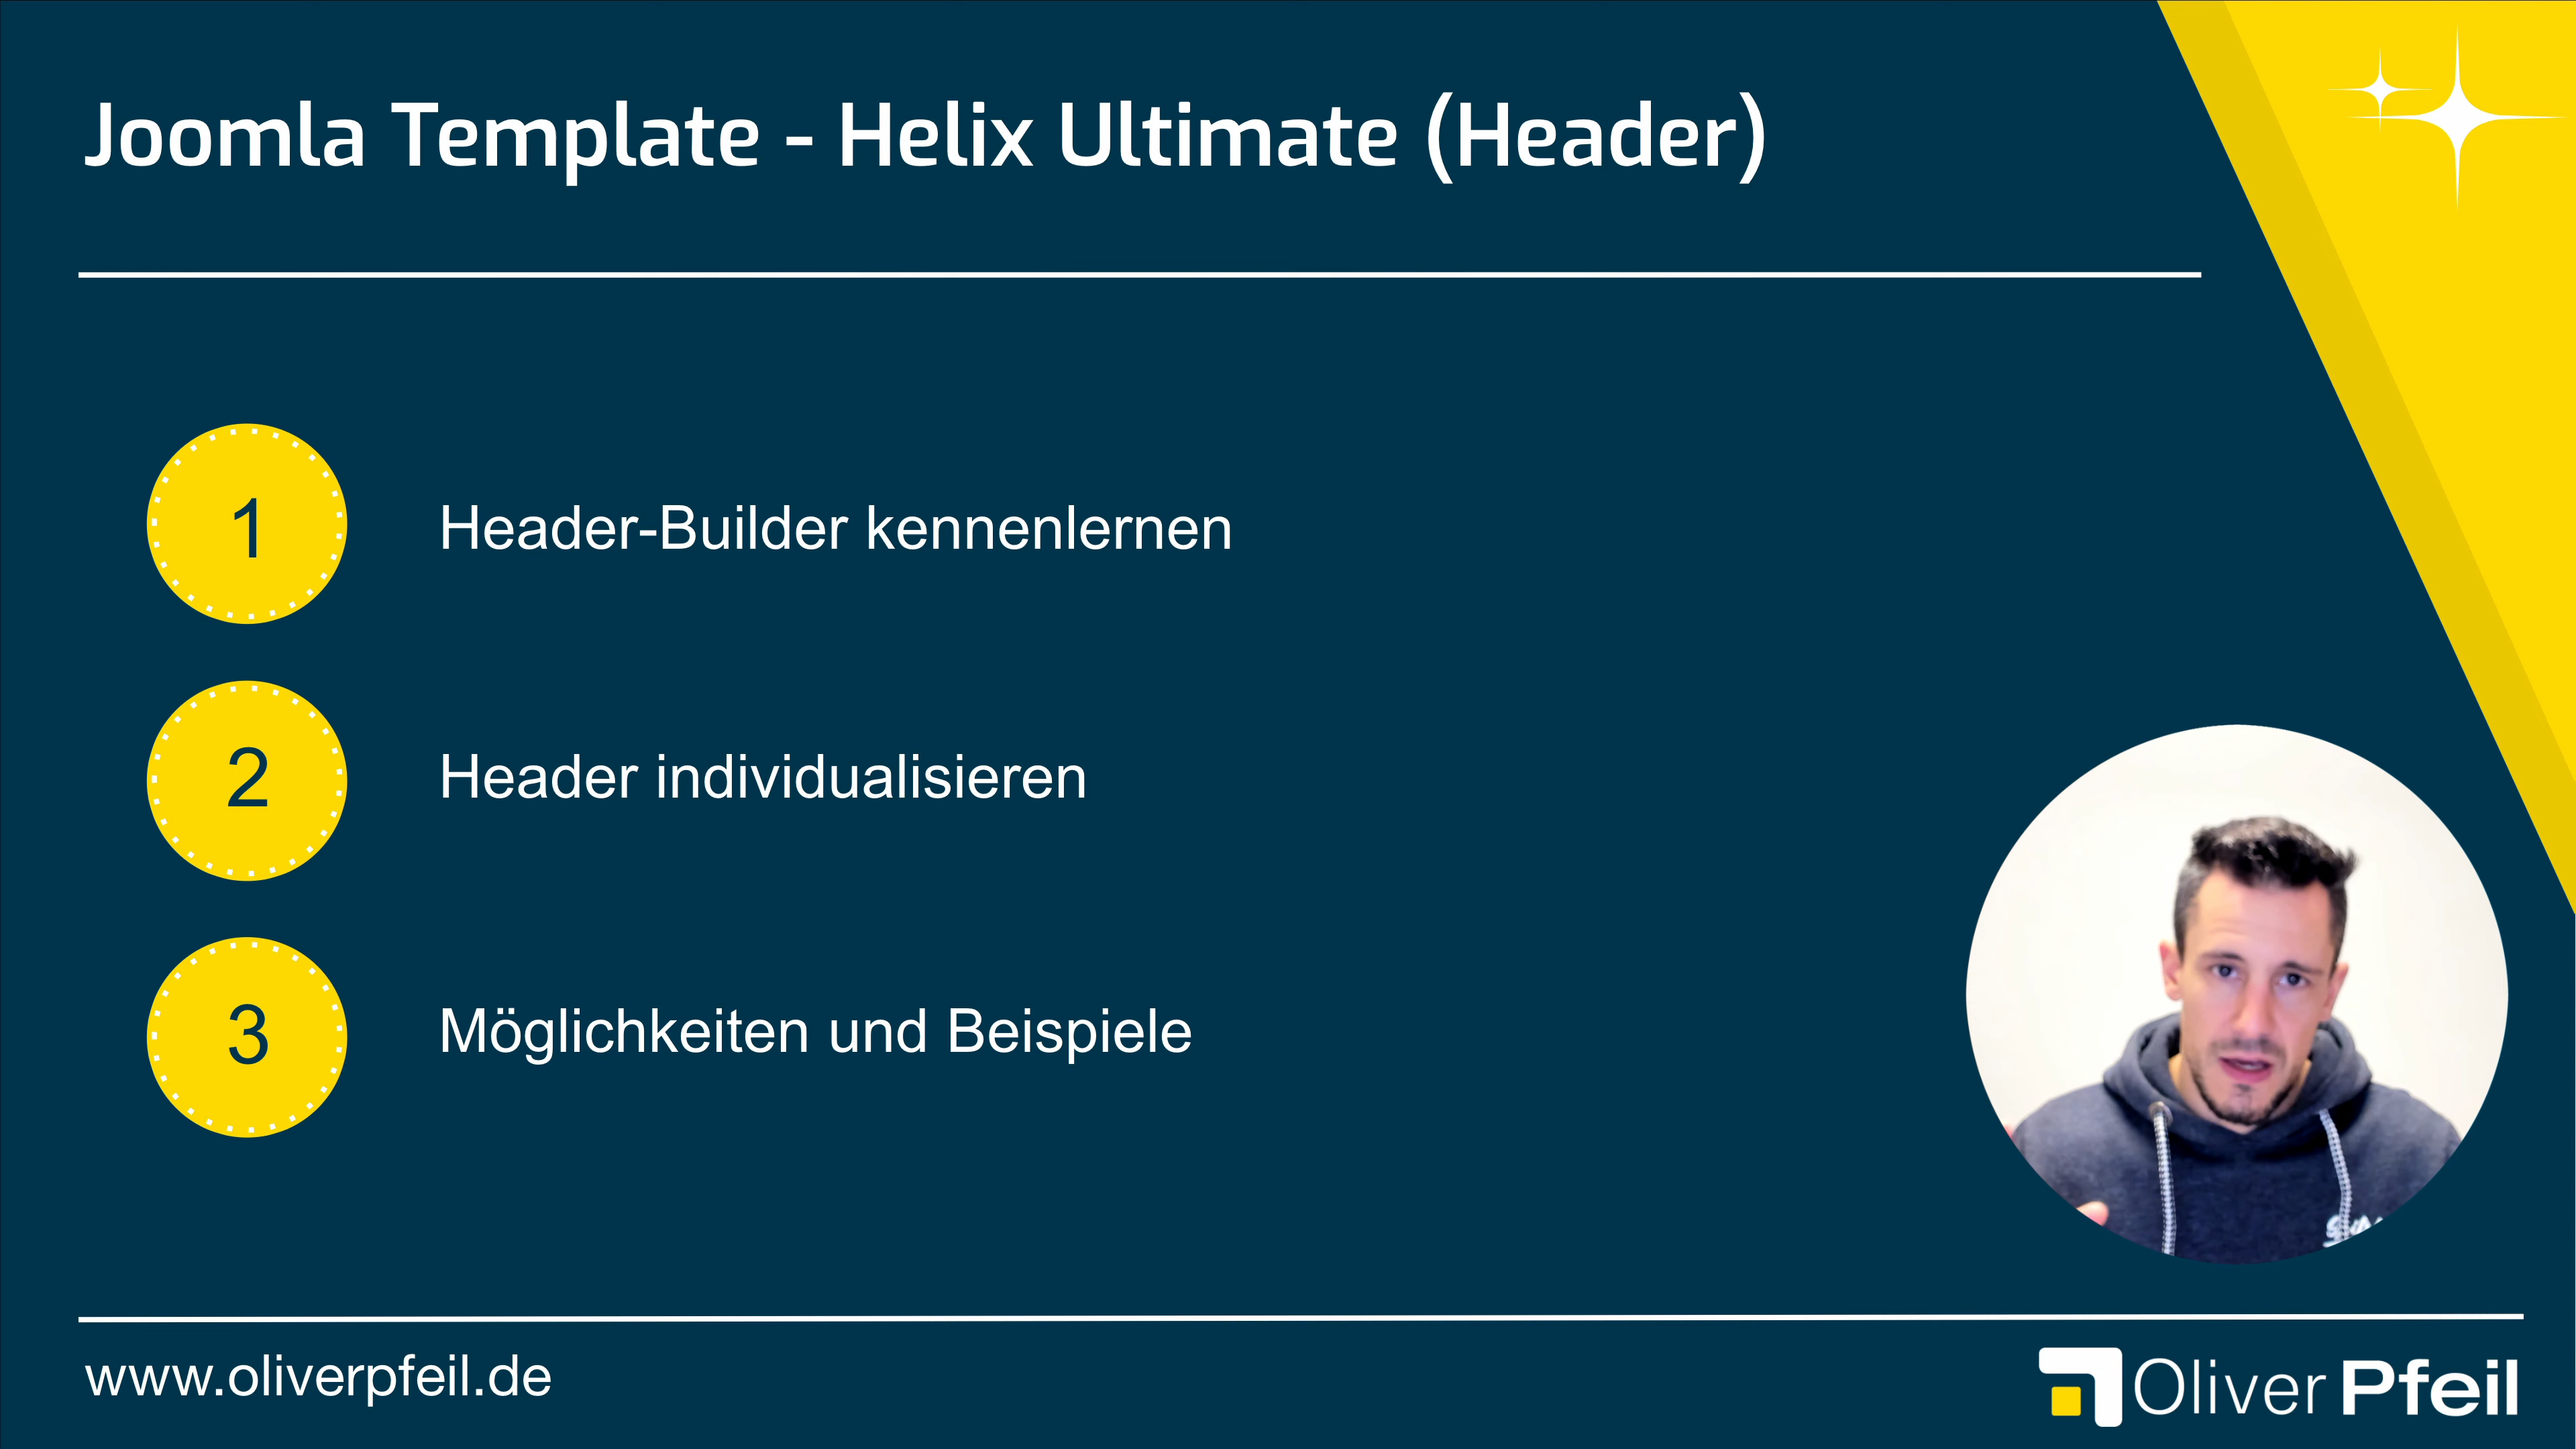 Joomla Template - Helix Ultimate (Header)
1
Header-Builder kennenlernen
2
Header individualisieren
3
Möglichkeiten und Beispiele
www.oliverpfeil.de
Oliver Pfeil